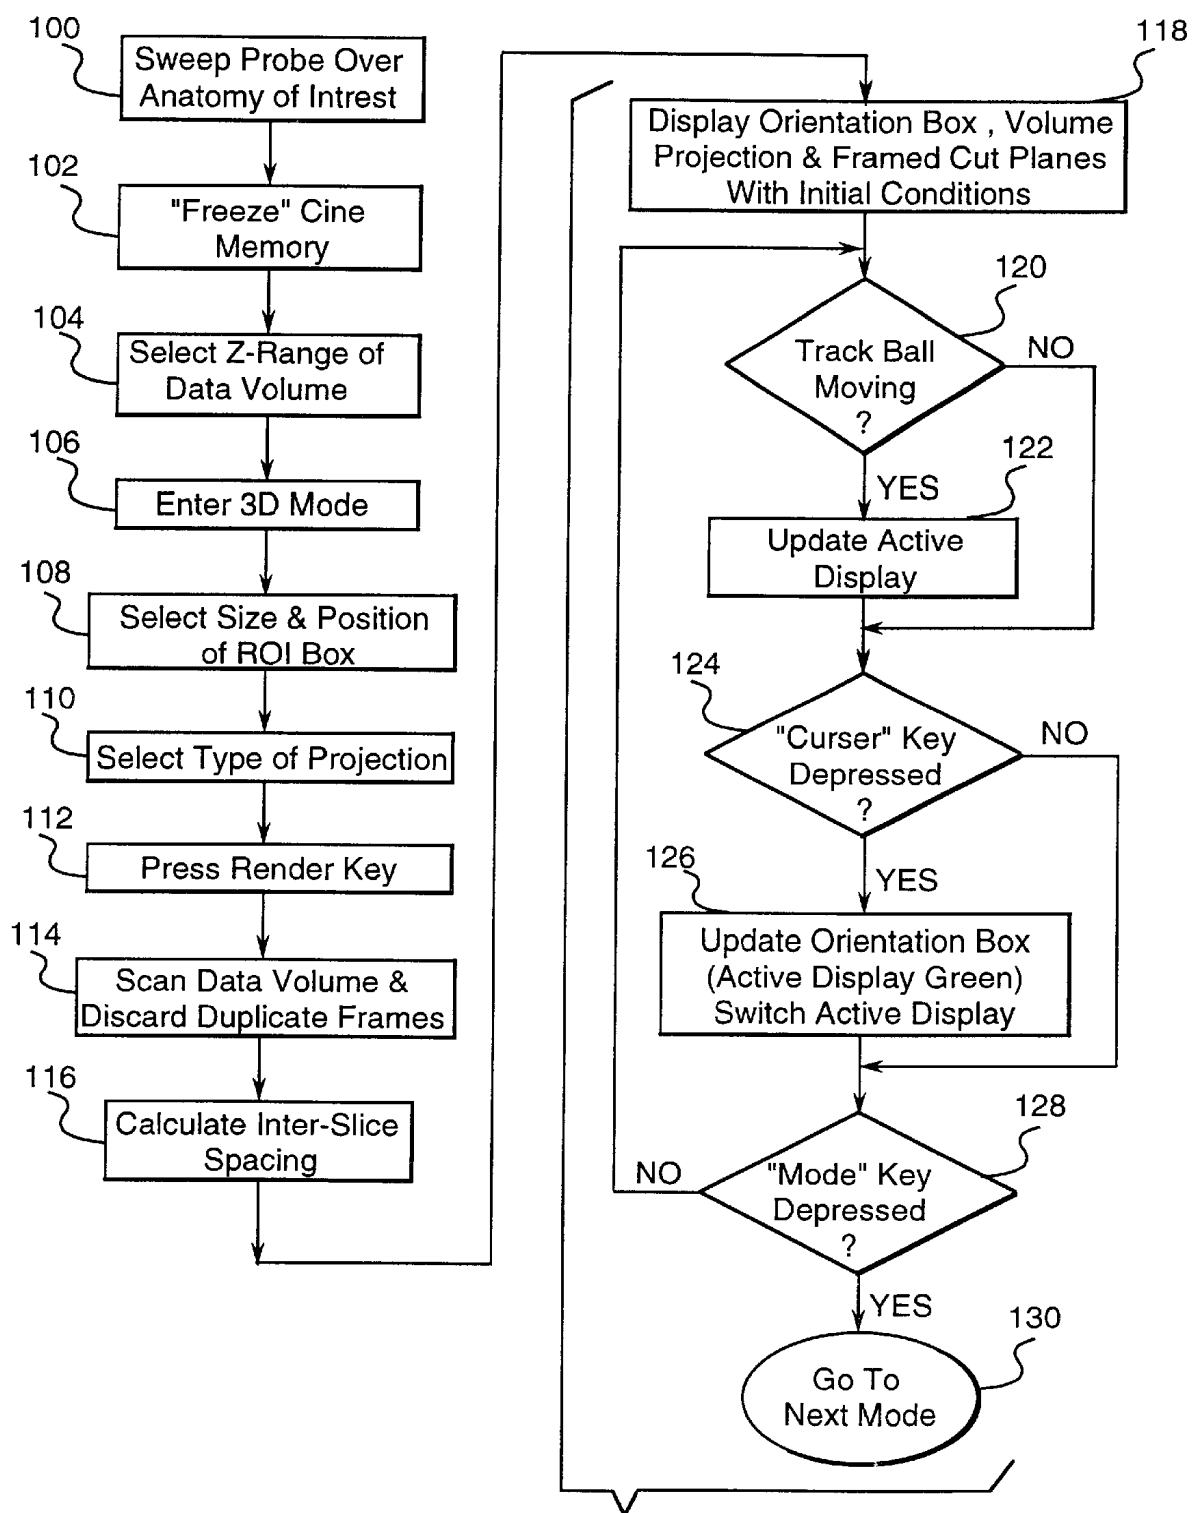 100
Sweep Probe Over
Anatomy of Intrest
102
"Freeze" Cine
Memory
104
Select Z-Range of
Data Volume
106
Enter 3D Mode
108
Select Size & Position
of ROI Box
110
Select Type of Projection
112
Press Render Key
114
Scan Data Volume &
Discard Duplicate Frames
116
Calculate Inter-Slice
Spacing
118
Display Orientation Box , Volume
Projection & Framed Cut Planes
With Initial Conditions
120
Track Ball
Moving
?
NO
YES
122
Update Active
Display
124
"Curser" Key
Depressed
?
NO
YES
126
Update Orientation Box
(Active Display Green)
Switch Active Display
128
"Mode" Key
Depressed
?
NO
YES
130
Go To
Next Mode